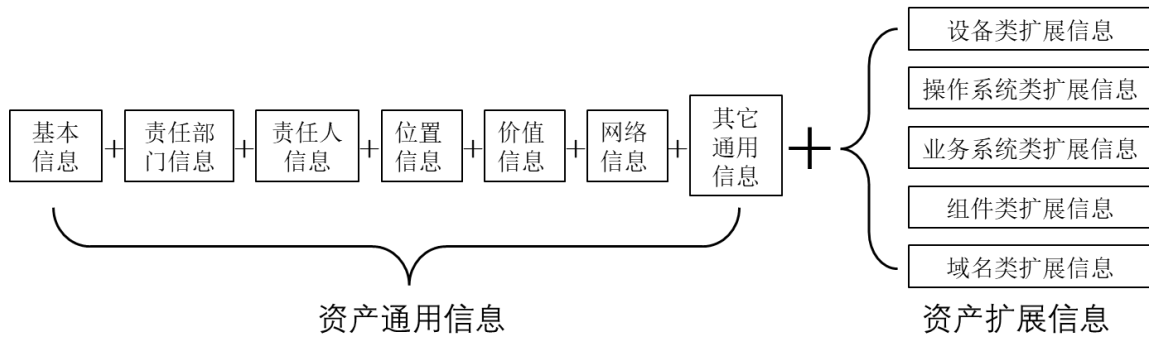 基本
信息
+
责任部
门信息
+
责任人
信息
+
位置
信息
+
价值
信息
+
网络
信息
+
其它
通用
信息
+
设备类扩展信息
操作系统类扩展信息
业务系统类扩展信息
组件类扩展信息
域名类扩展信息
资产通用信息
资产扩展信息